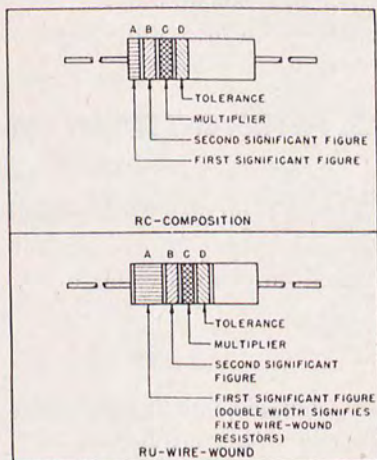 A B C D
TOLERANCE
MULTIPLIER
SECOND SIGNIFICANT FIGURE
FIRST SIGNIFICANT FIGURE
RC-COMPOSITION
A B C D
TOLERANCE
MULTIPLIER
SECOND SIGNIFICANT
FIGURE
FIRST SIGNIFICANT FIGURE
(DOUBLE WIDTH SIGNIFIES
FIXED WIRE-WOUND
RESISTORS)
RU-WIRE-WOUND